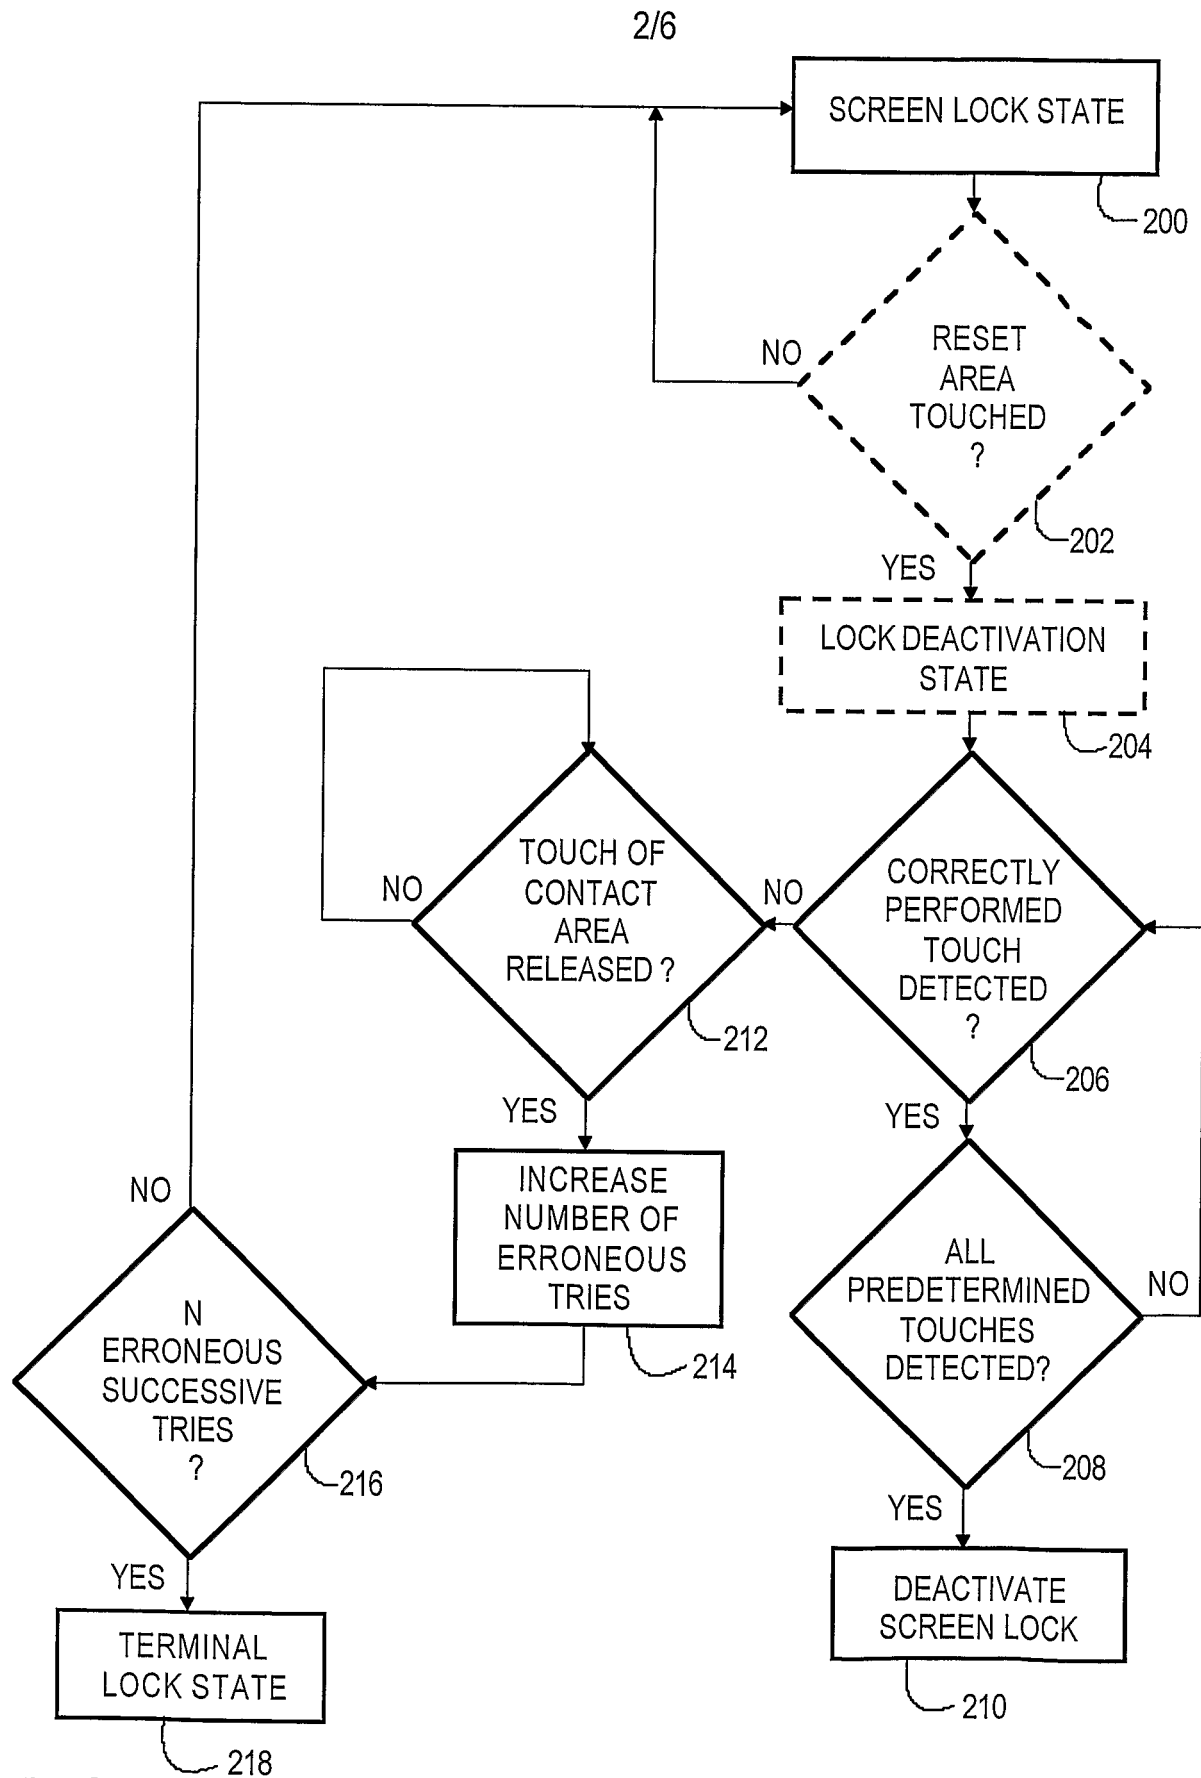 2/6
SCREEN LOCK STATE
200
RESET
AREA
TOUCHED
?
NO
202
YES
LOCK DEACTIVATION
STATE
204
CORRECTLY
PERFORMED
TOUCH
DETECTED
?
NO
206
YES
TOUCH OF
CONTACT
AREA
RELEASED ?
NO
212
YES
INCREASE
NUMBER OF
ERRONEOUS
TRIES
214
ALL
PREDETERMINED
TOUCHES
DETECTED?
NO
208
YES
DEACTIVATE
SCREEN LOCK
210
NO
N
ERRONEOUS
SUCCESSIVE
TRIES
?
216
YES
TERMINAL
LOCK STATE
218